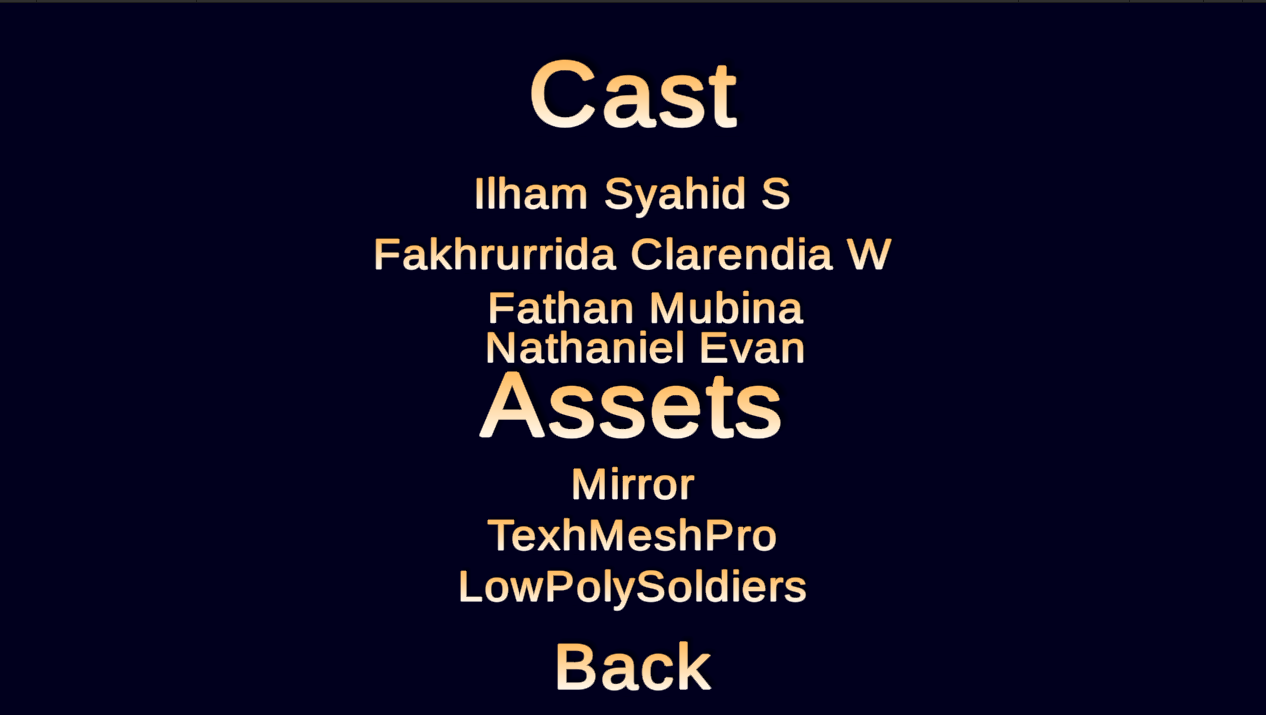 Cast
Ilham Syahid S
Fakhrurrida Clarendia W
Fathan Mubina
Nathaniel Evan
Assets
Mirror
TexhMeshPro
LowPolySoldiers
Back